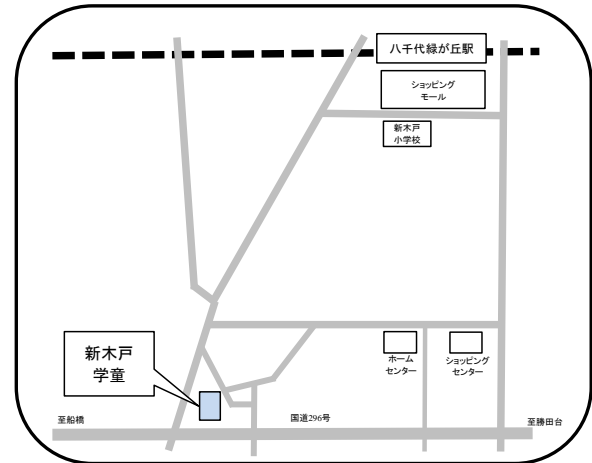 八千代緑が丘駅
ショッピング
モール
新木戸
小学校
新木戸
学童
ホーム
センター
ショッピング
センター
至船橋
国道296号
至勝田台